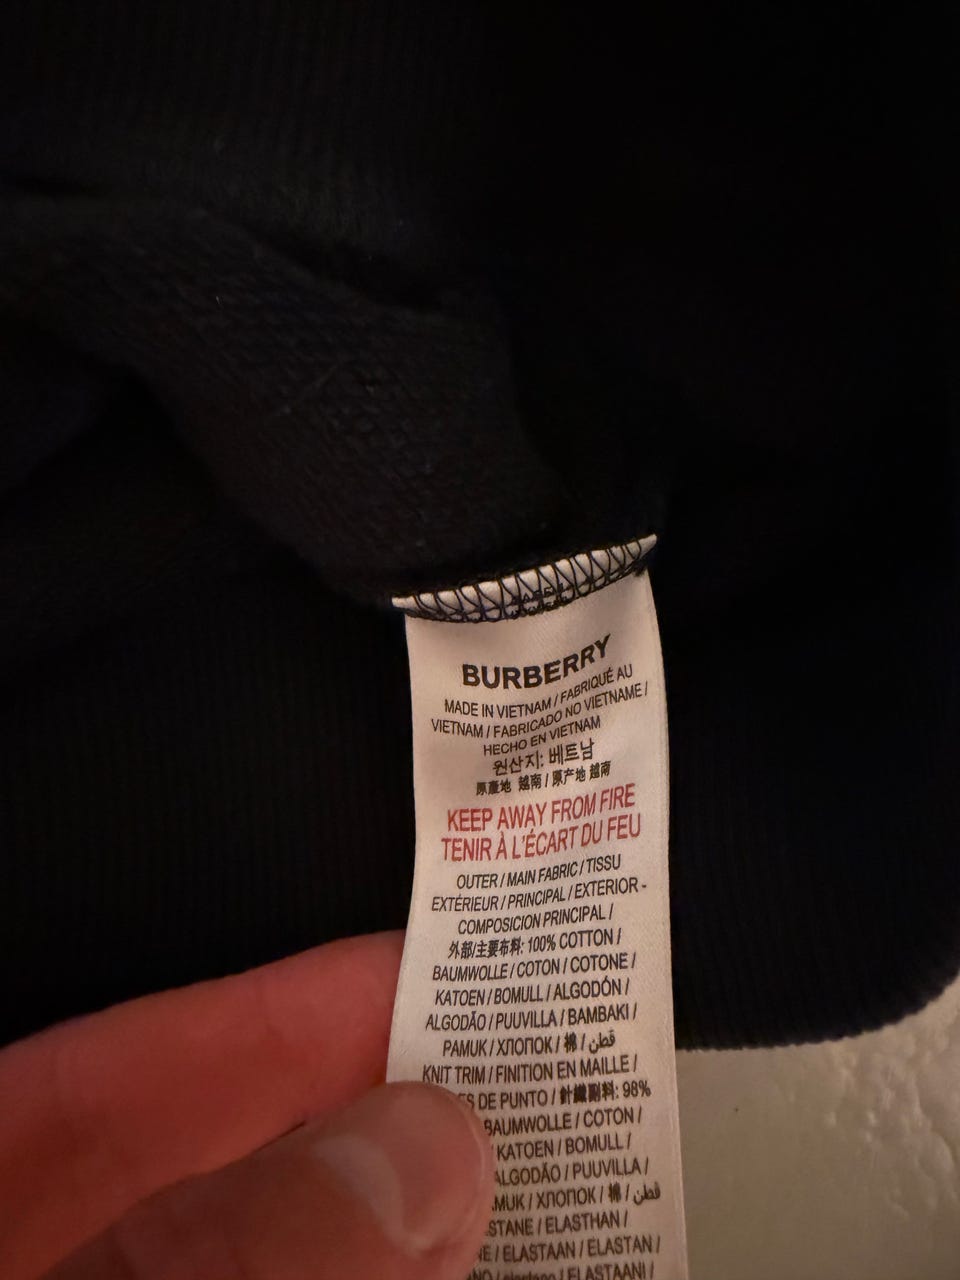 BURBERRY
MADE IN VIETNAM / FABRIQUÉ AU
VIETNAM / FABRICADO NO VIETNAME /
HECHO EN VIETNAM
원산지: 베트남
原產地 越南 / 原产地 越南
KEEP AWAY FROM FIRE
TENIR À L'ÉCART DU FEU
OUTER / MAIN FABRIC / TISSU
EXTÉRIEUR / PRINCIPAL / EXTERIOR -
COMPOSICION PRINCIPAL /
外部/主要布料: 100% COTTON /
BAUMWOLLE / COTON / COTONE /
KATOEN / BOMULL / ALGODÓN /
ALGODÃO / PUUVILLA / BAMBAKI /
PAMUK / ХЛОПОК / 棉 / قطن
KNIT TRIM / FINITION EN MAILLE /
DE PUNTO / 針織副料: 98%
BAUMWOLLE / COTON /
/ KATOEN / BOMULL /
ALGODÃO / PUUVILLA /
MUK / ХЛОПОК / 棉 / قطن
STANE / ELASTHAN /
NE / ELASTAAN / ELASTAN /
/ ELASTAANI /